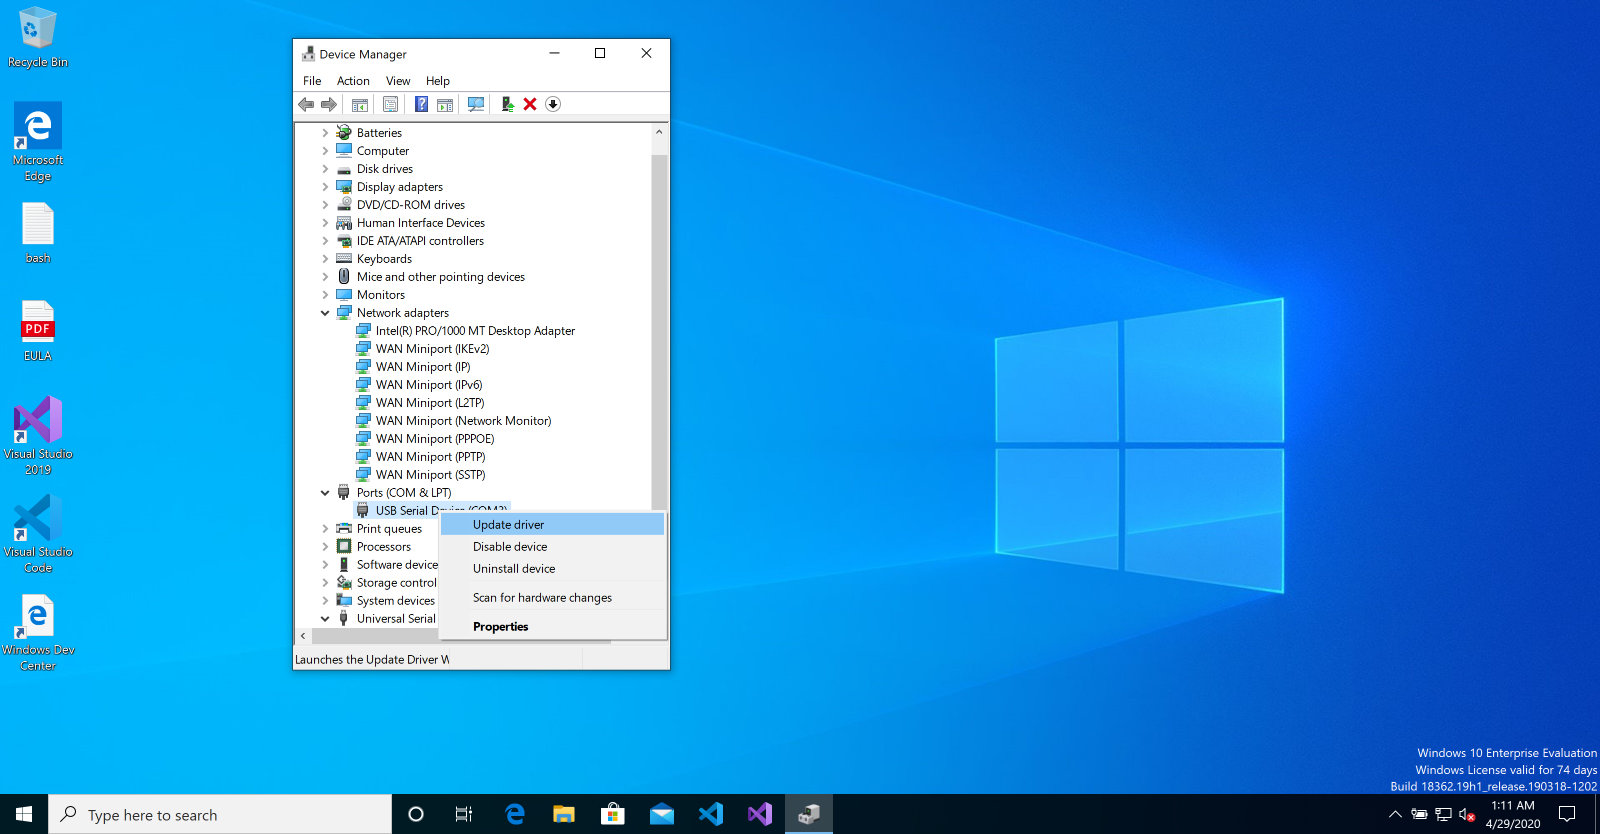 Recycle Bin
Microsoft
Edge
bash
PDF
EULA
Visual Studio
2019
Visual Studio
Code
Windows Dev
Center
Device Manager
File Action View Help
Batteries
Computer
Disk drives
Display adapters
DVD/CD-ROM drives
Human Interface Devices
IDE ATA/ATAPI controllers
Keyboards
Mice and other pointing devices
Monitors
Network adapters
Intel(R) PRO/1000 MT Desktop Adapter
WAN Miniport (IKEv2)
WAN Miniport (IP)
WAN Miniport (IPv6)
WAN Miniport (L2TP)
WAN Miniport (Network Monitor)
WAN Miniport (PPPOE)
WAN Miniport (PPTP)
WAN Miniport (SSTP)
Ports (COM & LPT)
USB Serial Device
Print queues
Processors
Software device
Storage control
System devices
Universal Serial
Update driver
Disable device
Uninstall device
Scan for hardware changes
Properties
Launches the Update Driver W
Windows 10 Enterprise Evaluation
Windows License valid for 74 days
Build 18362.19h1_release.190318-1202
Type here to search
1:11 AM
4/29/2020